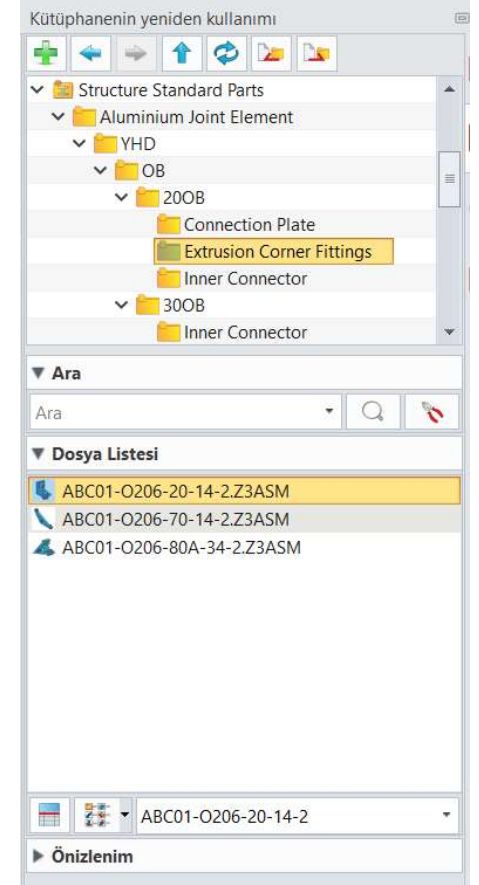 Kütüphanenin yeniden kullanımı
Structure Standard Parts
Aluminium Joint Element
YHD
OB
20OB
Connection Plate
Extrusion Corner Fittings
Inner Connector
30OB
Inner Connector
Ara
Ara
Dosya Listesi
ABC01-O206-20-14-2.Z3ASM
ABC01-O206-70-14-2.Z3ASM
ABC01-O206-80A-34-2.Z3ASM
ABC01-O206-20-14-2
Önizlenim